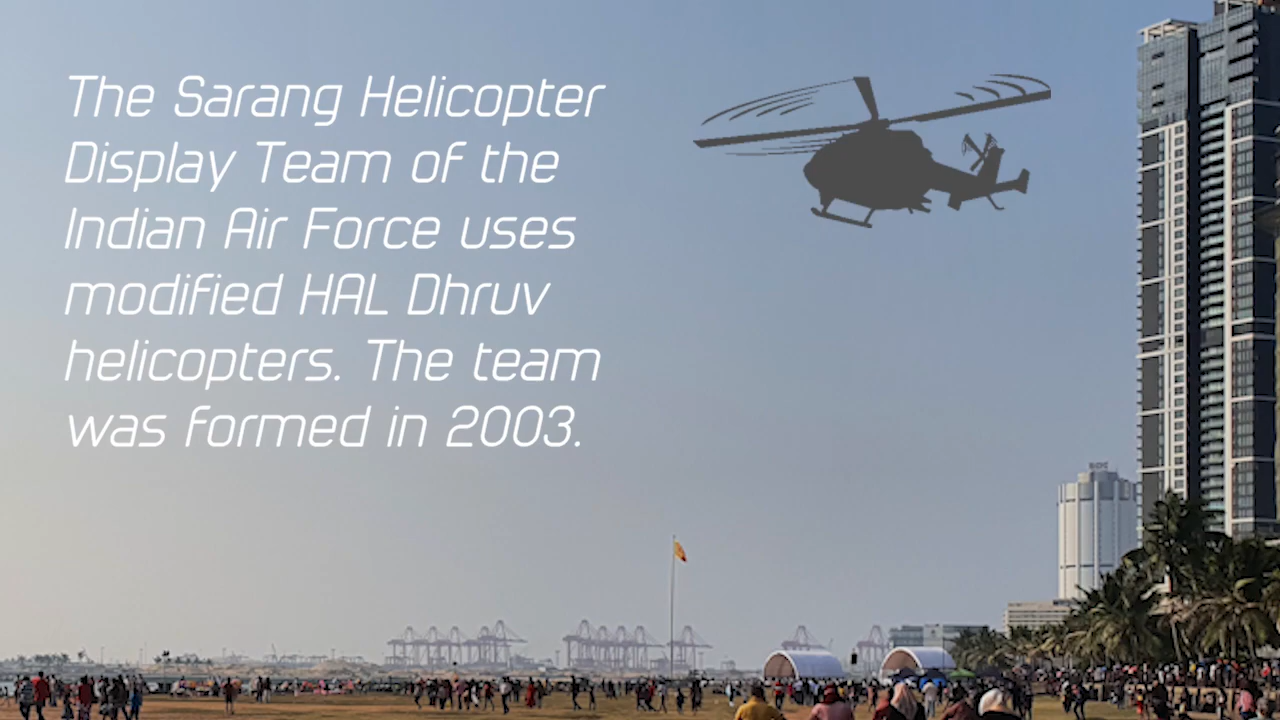 The Sarang Helicopter
Display Team of the
Indian Air Force uses
modified HAL Dhruv
helicopters. The team
was formed in 2003.